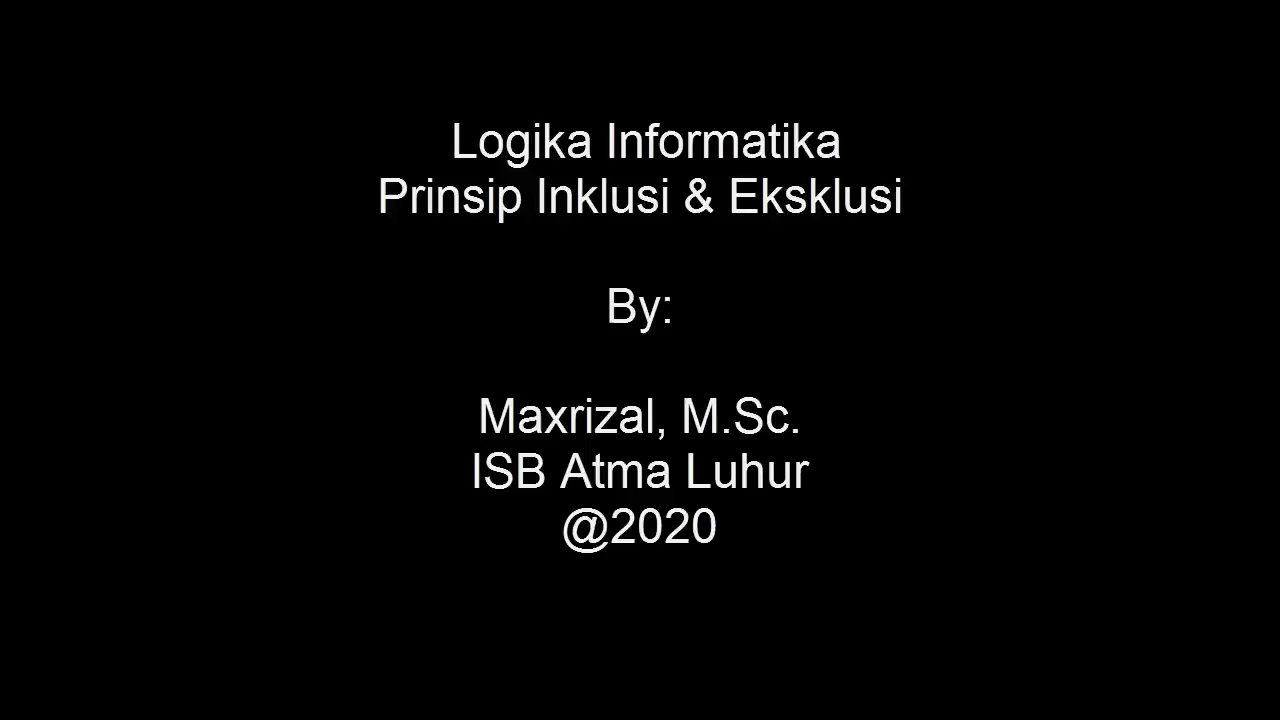 Logika Informatika
Prinsip Inklusi & Eksklusi
By:
Maxrizal, M.Sc.
ISB Atma Luhur
@2020